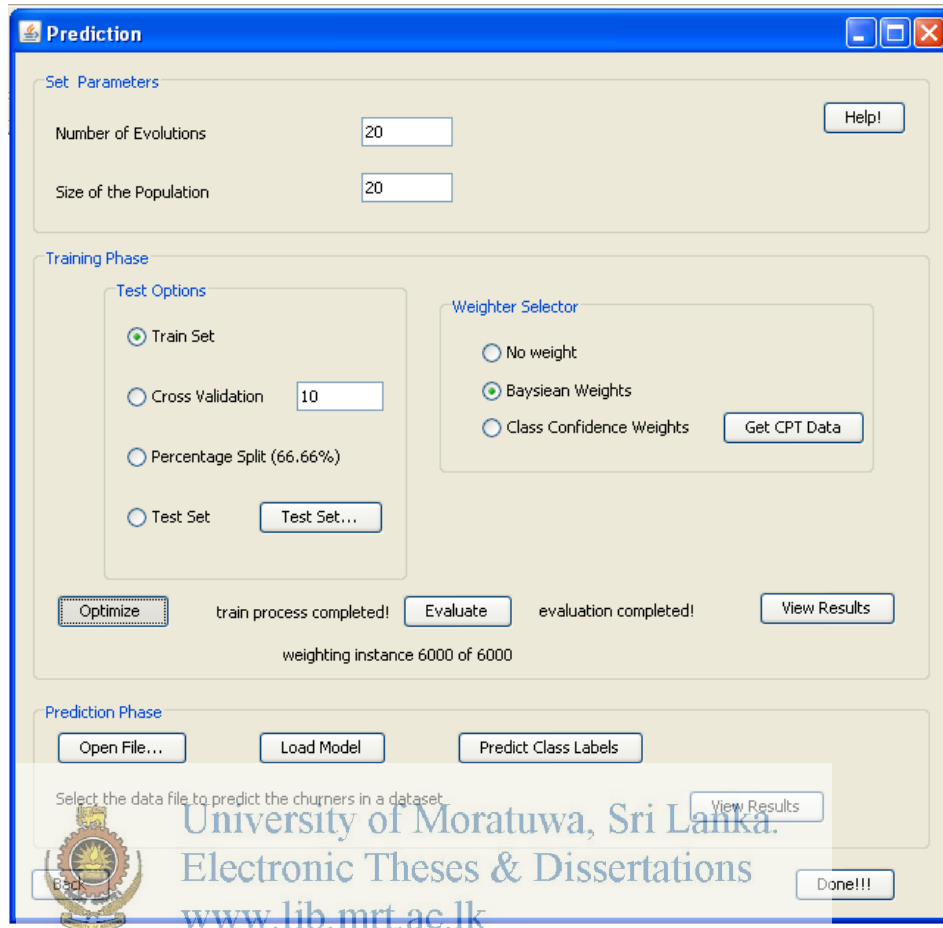 Prediction
Set Parameters
Number of Evolutions 20 Help!
Size of the Population 20
Training Phase
Test Options
Train Set
Cross Validation 10
Percentage Split (66.66%)
Test Set Test Set...
Weighter Selector
No weight
Baysiean Weights
Class Confidence Weights Get CPT Data
Optimize train process completed! Evaluate evaluation completed! View Results
weighting instance 6000 of 6000
Prediction Phase
Open File... Load Model Predict Class Labels
Select the data file to predict the churners in a dataset View Results
University of Moratuwa, Sri Lanka.
Electronic Theses & Dissertations
Back Done!!!
www.lib.mrt.ac.lk